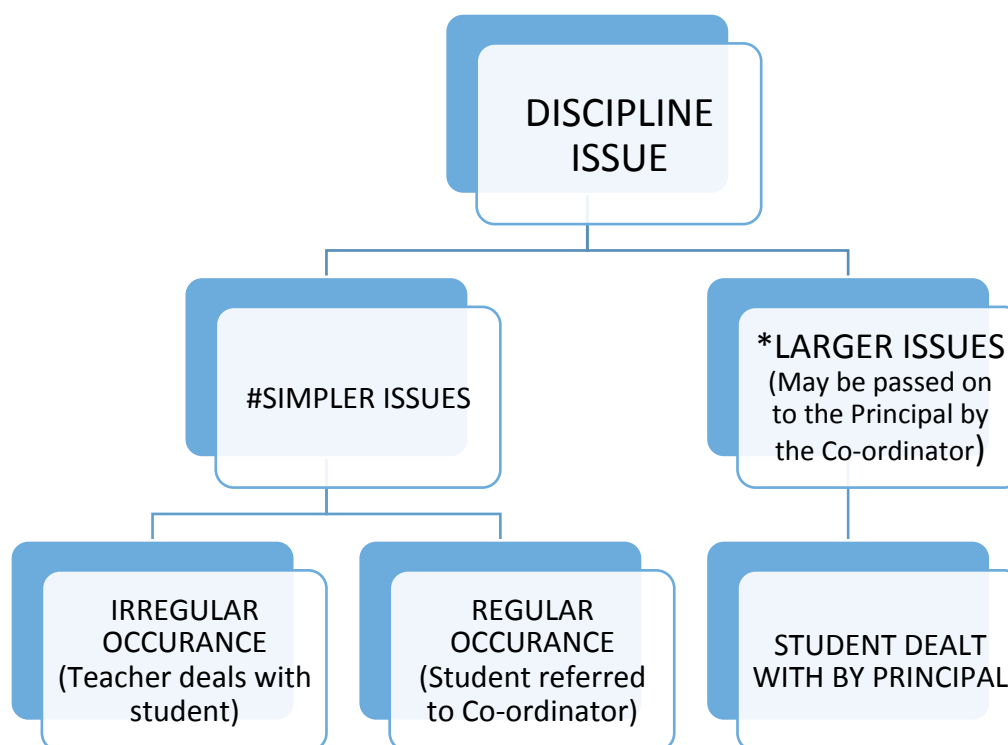 DISCIPLINE
ISSUE
#SIMPLER ISSUES
*LARGER ISSUES
(May be passed on
to the Principal by
the Co-ordinator)
IRREGULAR
OCCURANCE
(Teacher deals with
student)
REGULAR
OCCURANCE
(Student referred
to Co-ordinator)
STUDENT DEALT
WITH BY PRINCIPAL